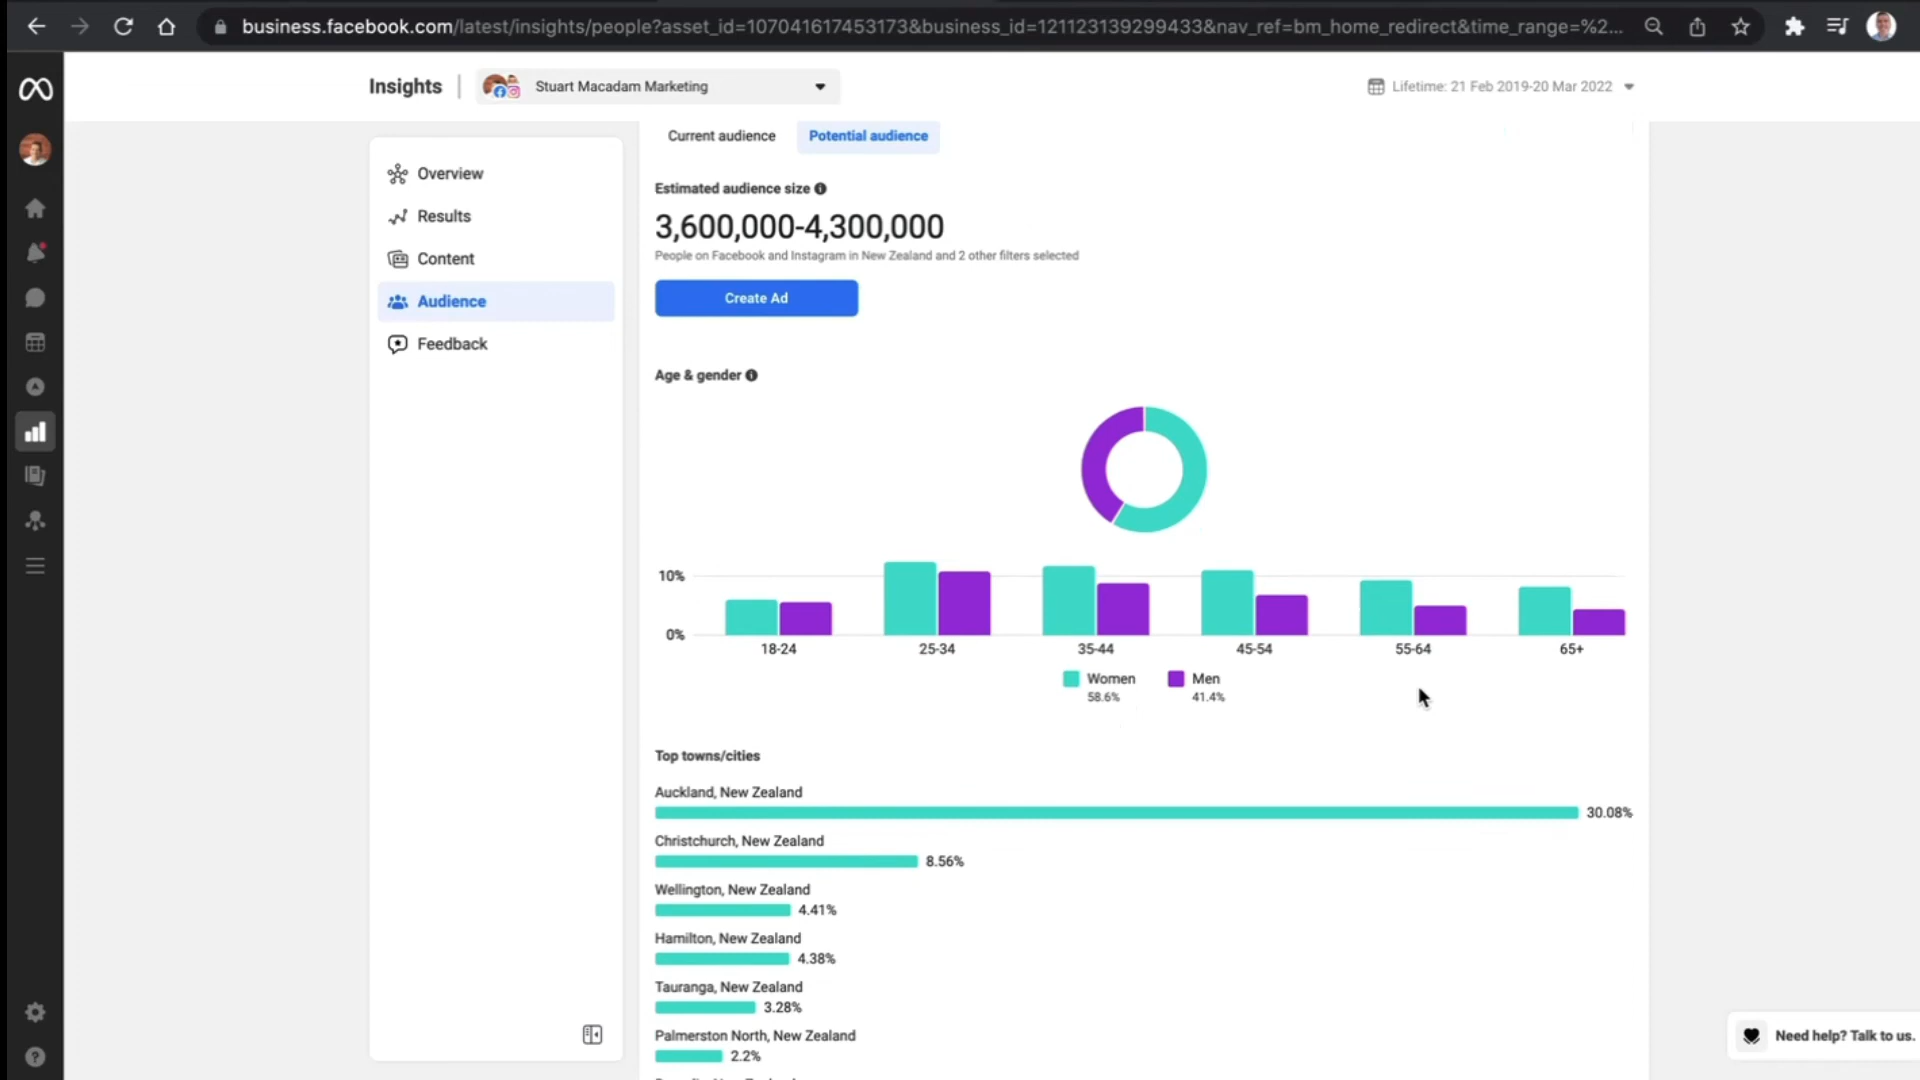 business.facebook.com/latest/insights/people?asset_id=107041617453173&business_id=121123139299433&nav_ref=bm_home_redirect&time_range=%2...
Insights
Stuart Macadam Marketing
Lifetime: 21 Feb 2019-20 Mar 2022
Overview
Results
Content
Audience
Feedback
Current audience
Potential audience
Estimated audience size
3,600,000-4,300,000
People on Facebook and Instagram in New Zealand and 2 other filters selected
Create Ad
Age & gender
10%
0%
18-24 25-34 35-44 45-54 55-64 65+
Women Men
58.6% 41.4%
Top towns/cities
Auckland, New Zealand
30.08%
Christchurch, New Zealand
8.56%
Wellington, New Zealand
4.41%
Hamilton, New Zealand
4.38%
Tauranga, New Zealand
3.28%
Palmerston North, New Zealand
2.2%
Need help? Talk to us.